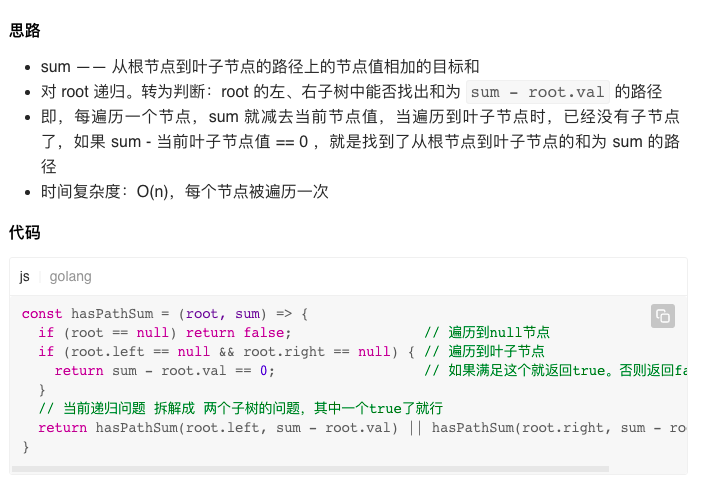 思路
sum —— 从根节点到叶子节点的路径上的节点值相加的目标和
对 root 递归。转为判断：root 的左、右子树中能否找出和为 sum - root.val 的路径
即，每遍历一个节点，sum 就减去当前节点值，当遍历到叶子节点时，已经没有子节点
了，如果 sum - 当前叶子节点值 == 0 ，就是找到了从根节点到叶子节点的和为 sum 的路
径
时间复杂度：O(n)，每个节点被遍历一次
代码
js golang
const hasPathSum = (root, sum) => {
if (root == null) return false; // 遍历到null节点
if (root.left == null && root.right == null) { // 遍历到叶子节点
return sum - root.val == 0; // 如果满足这个就返回true。否则返回fa
}
// 当前递归问题 拆解成 两个子树的问题，其中一个true了就行
return hasPathSum(root.left, sum - root.val) || hasPathSum(root.right, sum - ro
}